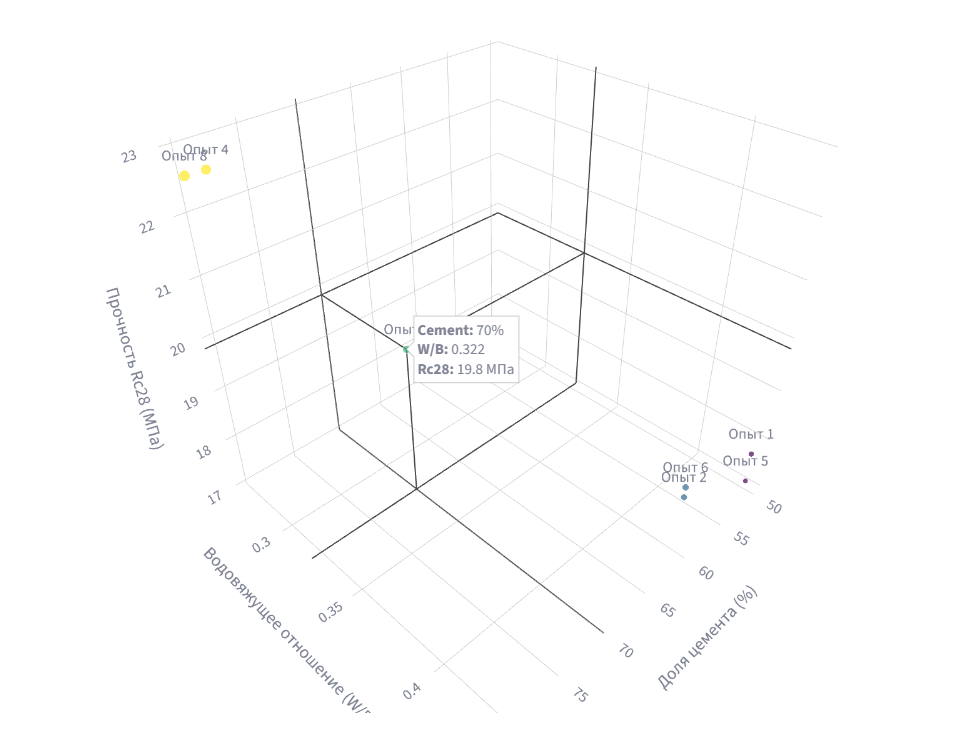 23
Опыт 8
Опыт 4
22
21
20
19
18
17
Прочность Rc28 (МПа)
Cement: 70%
W/B: 0.322
Rc28: 19.8 МПа
Опыт 1
Опыт 5
Опыт 6
Опыт 2
0.3
0.35
0.4
Водовяжущее отношение
50
55
60
65
70
75
Доля цемента (%)